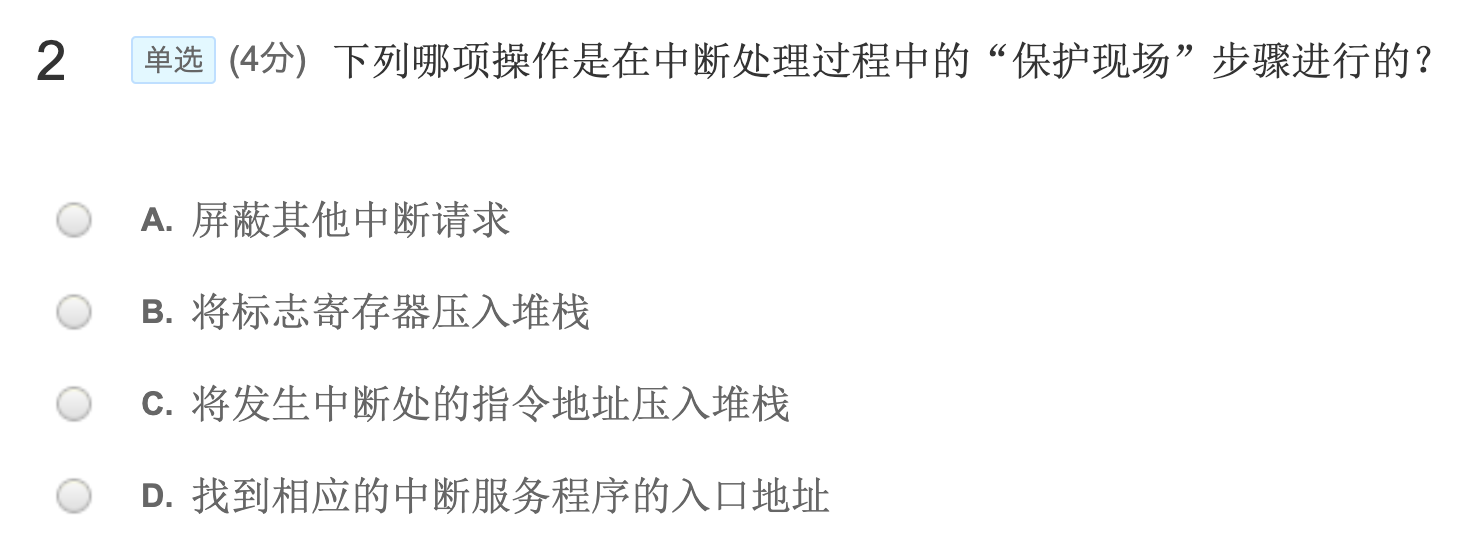 2 单选 (4分) 下列哪项操作是在中断处理过程中的“保护现场”步骤进行的？
A. 屏蔽其他中断请求
B. 将标志寄存器压入堆栈
C. 将发生中断处的指令地址压入堆栈
D. 找到相应的中断服务程序的入口地址